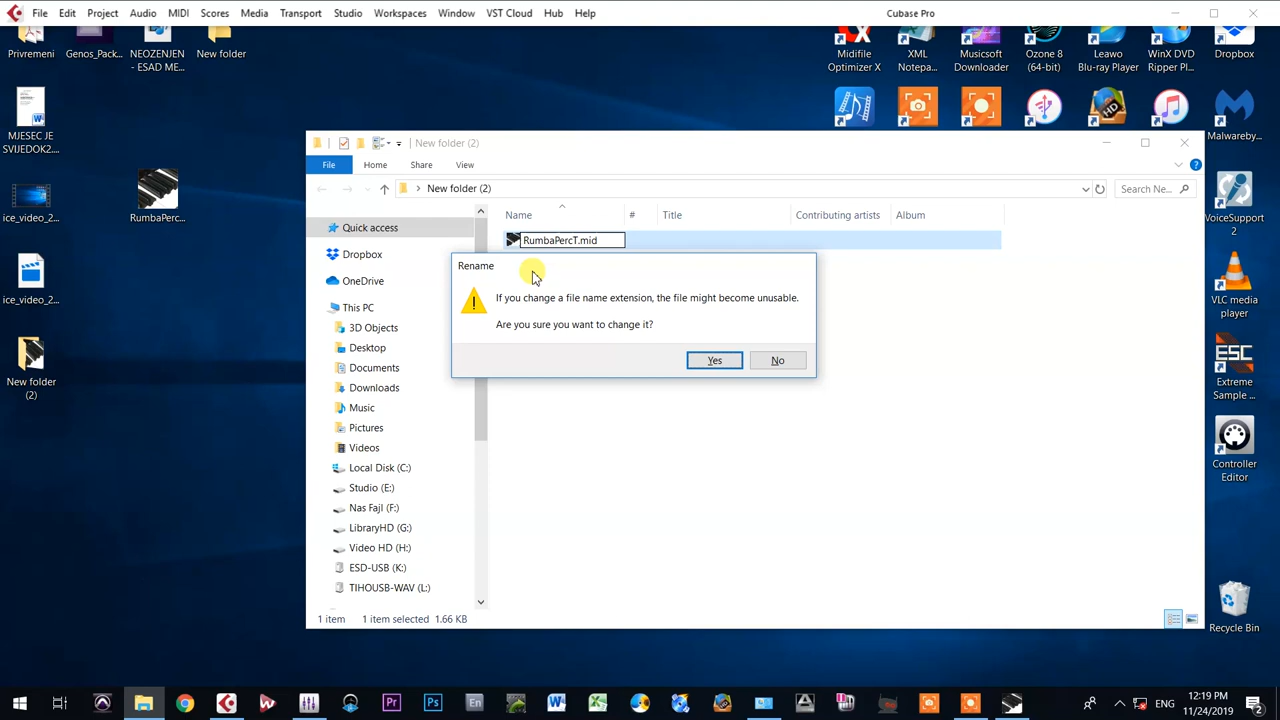 File Edit Project Audio MIDI Scores Media Transport Studio Workspaces Window VST Cloud Hub Help
Cubase Pro
Privremeni
Genos_Pack...
NEOZENJEN
- ESAD ME...
New folder
Midifile
Optimizer X
XML
Notepa...
Musicsoft
Downloader
Ozone 8
(64-bit)
Leawo
Blu-ray Player
WinX DVD
Ripper Pl...
Dropbox
MJESEC JE
SVIJEDOK2...
Malwareby...
ice_video_2...
RumbaPerc...
VoiceSupport
2
ice_video_2...
VLC media
player
New folder
(2)
Extreme
Sample ...
Controller
Editor
Recycle Bin
New folder (2)
File Home Share View
New folder (2)
Search Ne...
Name # Title Contributing artists Album
Quick access
Dropbox
OneDrive
This PC
3D Objects
Desktop
Documents
Downloads
Music
Pictures
Videos
Local Disk (C:)
Studio (E:)
Nas Fajl (F:)
LibraryHD (G:)
Video HD (H:)
ESD-USB (K:)
TIHOUSB-WAV (L:)
RumbaPercT.mid
Rename
If you change a file name extension, the file might become unusable.
Are you sure you want to change it?
Yes
No
1 item 1 item selected 1.66 KB
ENG
12:19 PM
11/24/2019
2